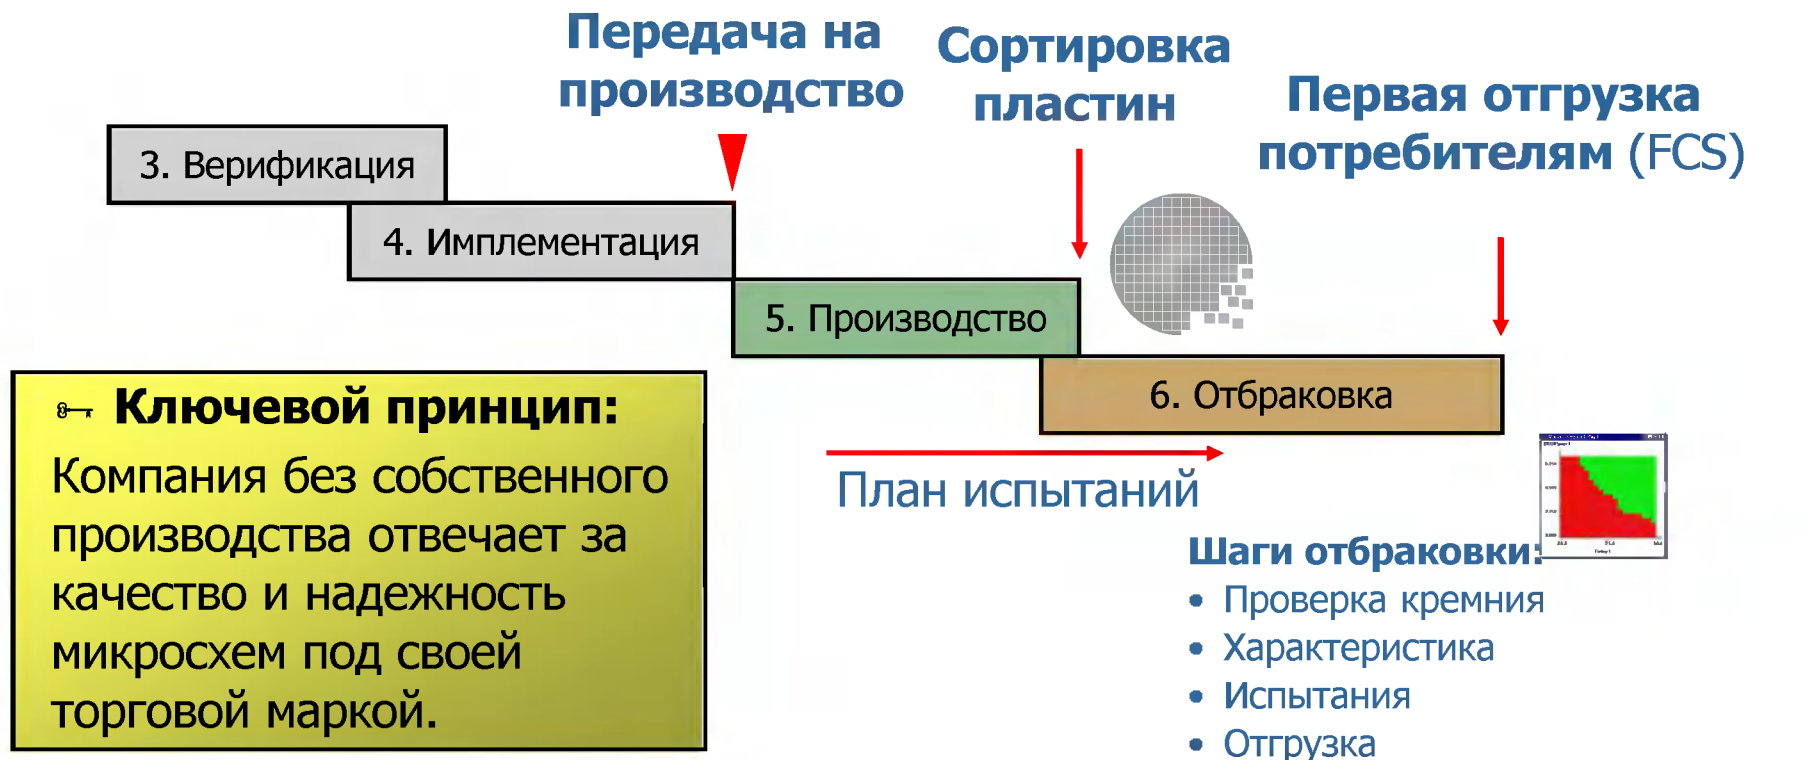 Передача на
производство
Сортировка
пластин
Первая отгрузка
потребителям (FCS)
3. Верификация
4. Имплементация
5. Производство
6. Отбраковка
Ключевой принцип:
Компания без собственного
производства отвечает за
качество и надежность
микросхем под своей
торговой маркой.
План испытаний
Шаги отбраковки:
• Проверка кремния
• Характеристика
• Испытания
• Отгрузка